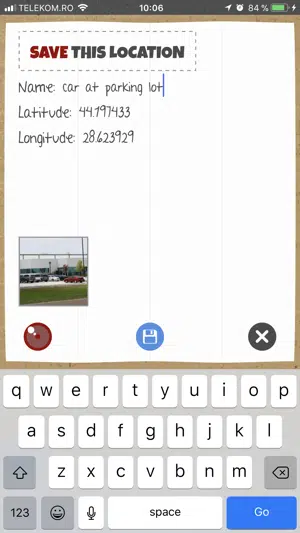 TELEKOM.RO 10:06 84 %
SAVE THIS LOCATION
Name: car at parking lot
Latitude: 44.197433
Longitude: 28.623929
q w e r t y u i o p
a s d f g h j k l
z x c v b n m
123 space Go